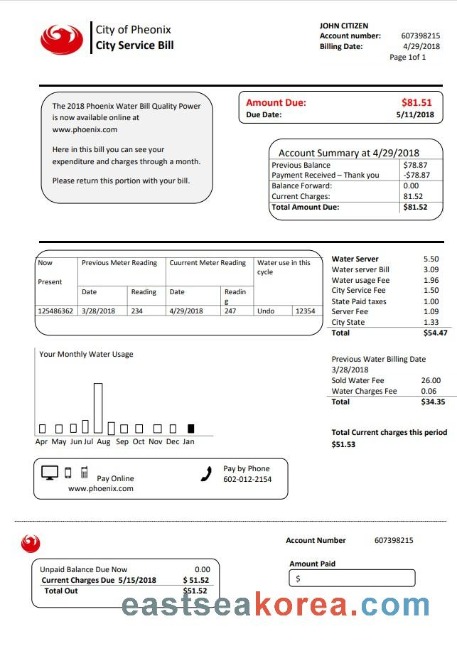 City of Pheonix
City Service Bill
JOHN CITIZEN
Account number: 607398215
Billing Date: 4/29/2018
Page 1of 1
The 2018 Phoenix Water Bill Quality Power
is now available online at
www.phoenix.com
Here in this bill you can see your
expenditure and charges through a month.
Please return this portion with your bill.
Amount Due: $81.51
Due Date: 5/11/2018
Account Summary at 4/29/2018
Previous Balance $78.87
Payment Received – Thank you -$78.87
Balance Forward: 0.00
Current Charges: 81.52
Total Amount Due: $81.52
Now
Present
Previous Meter Reading
Cuurrent Meter Reading
Water use in this
cycle
Date Reading Date Readin
g
125486362 3/28/2018 234 4/29/2018 247 Undo 12354
Water Server 5.50
Water server Bill 3.09
Water usage Fee 1.96
City Service Fee 1.50
State Paid taxes 1.00
Server Fee 1.09
City State 1.33
Total $54.47
Previous Water Billing Date
3/28/2018
Sold Water Fee 26.00
Water Charges Fee 0.06
Total $34.35
Total Current charges this period
$51.53
Your Monthly Water Usage
Apr May Jun Jul Aug Sep Oct Nov Dec Jan
Pay Online
www.phoenix.com
Pay by Phone
602-012-2154
Account Number 607398215
Unpaid Balance Due Now 0.00
Current Charges Due 5/15/2018 $ 51.52
Total Out $51.52
Amount Paid
$
eastseakorea.com